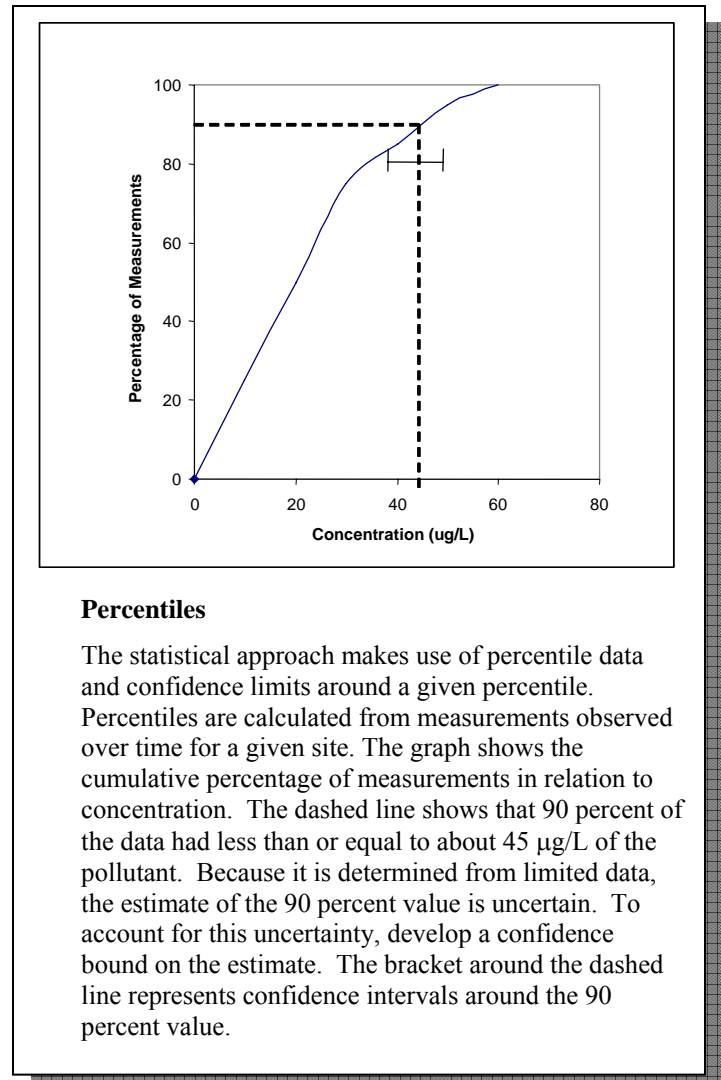 100
80
60
40
20
0
Percentage of Measurements
0 20 40 60 80
Concentration (ug/L)
Percentiles
The statistical approach makes use of percentile data
and confidence limits around a given percentile.
Percentiles are calculated from measurements observed
over time for a given site. The graph shows the
cumulative percentage of measurements in relation to
concentration. The dashed line shows that 90 percent of
the data had less than or equal to about 45 μg/L of the
pollutant. Because it is determined from limited data,
the estimate of the 90 percent value is uncertain. To
account for this uncertainty, develop a confidence
bound on the estimate. The bracket around the dashed
line represents confidence intervals around the 90
percent value.